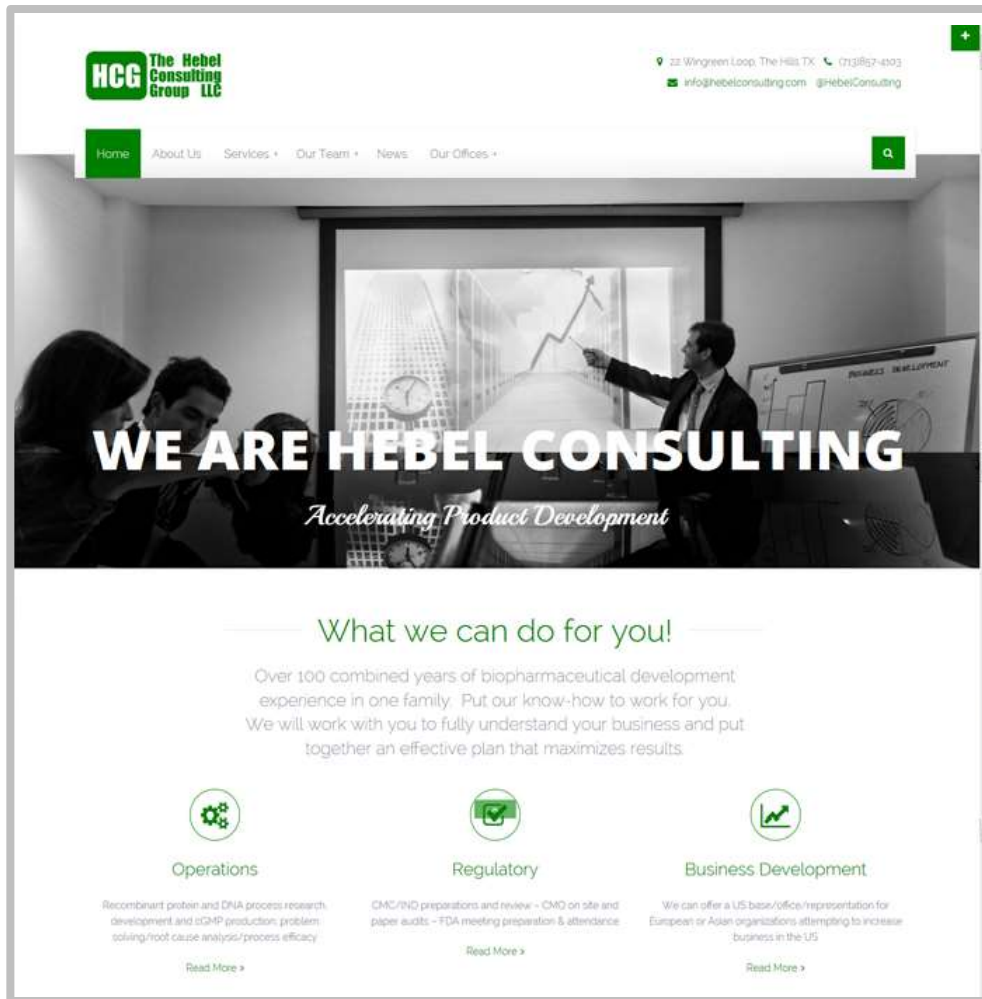 HCG The Hebel
Consulting
Group LLC
22 Wingreen Loop, The Hills TX (713)857-4103
info@hebelconsulting.com @HebelConsulting
Home About Us Services + Our Team + News Our Offices +
BUSINESS DEVELOPMENT
WE ARE HEBEL CONSULTING
Accelerating Product Development
What we can do for you!
Over 100 combined years of biopharmaceutical development
experience in one family. Put our know-how to work for you.
We will work with you to fully understand your business and put
together an effective plan that maximizes results.
Operations
Recombinant protein and DNA process research,
development and cGMP production; problem
solving/root cause analysis/process efficacy
Read More >
Regulatory
CMC/IND preparations and review – CMO on site and
paper audits – FDA meeting preparation & attendance
Read More >
Business Development
We can offer a US base/office/representation for
European or Asian organizations attempting to increase
business in the US
Read More >